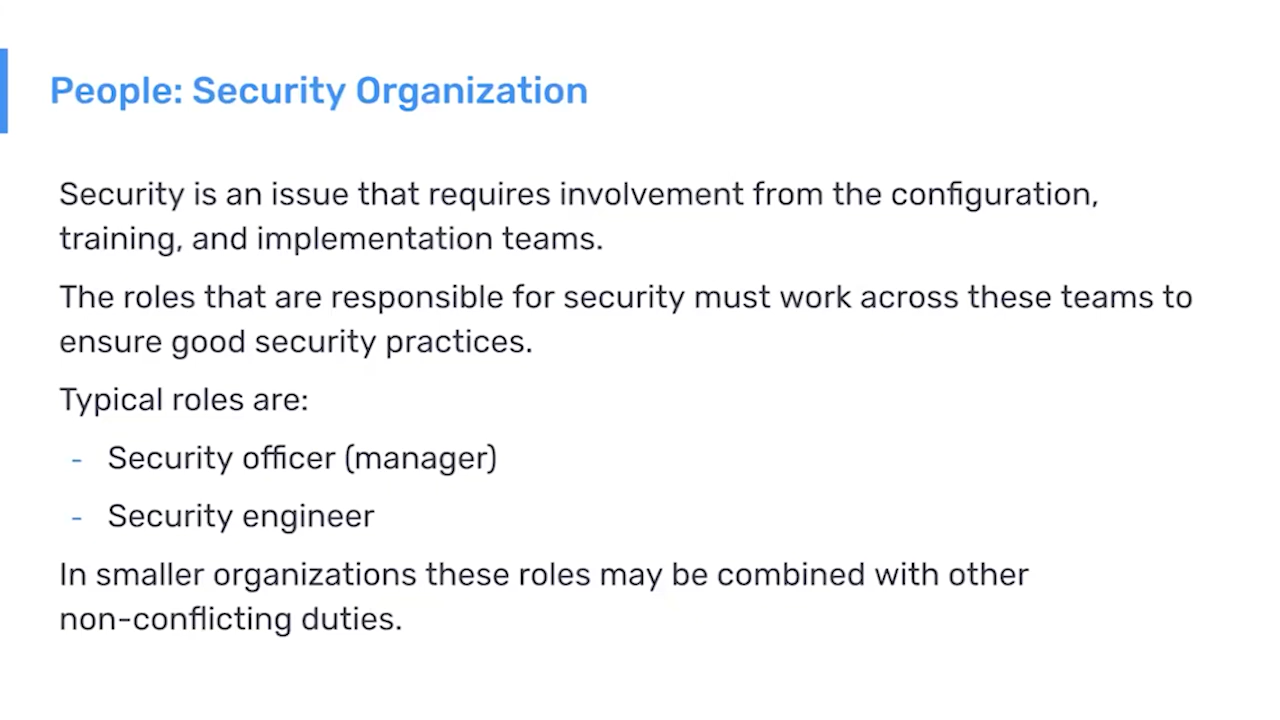 People: Security Organization
Security is an issue that requires involvement from the configuration,
training, and implementation teams.
The roles that are responsible for security must work across these teams to
ensure good security practices.
Typical roles are:
- Security officer (manager)
- Security engineer
In smaller organizations these roles may be combined with other
non-conflicting duties.